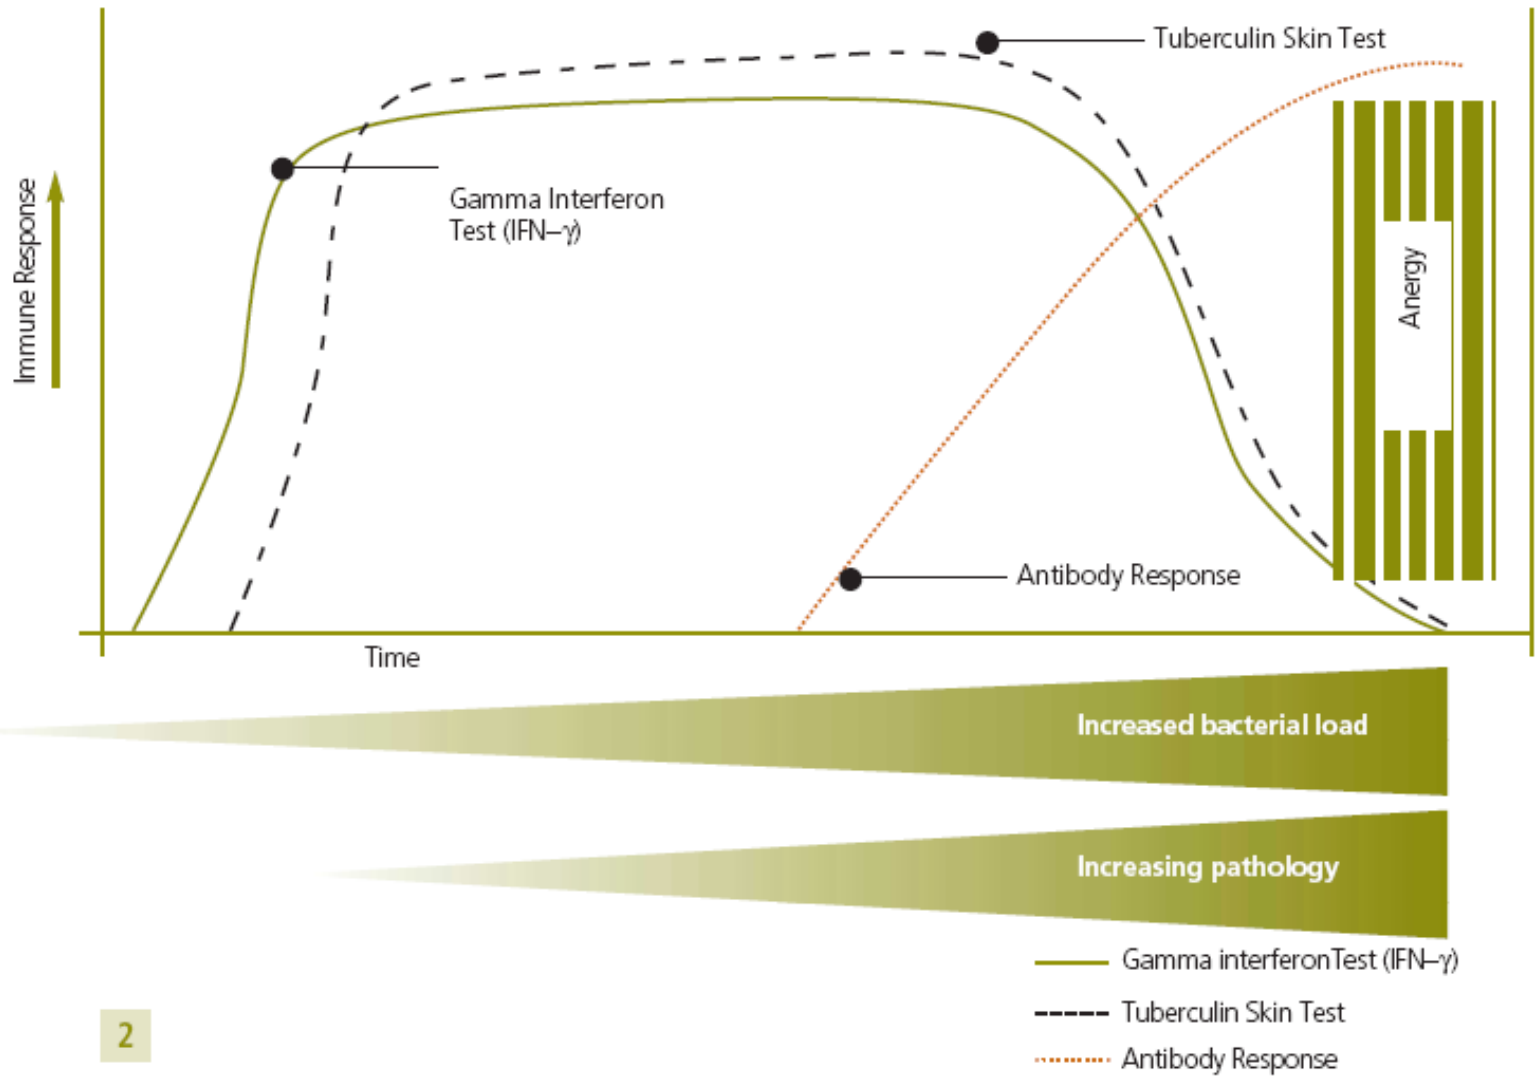 Tuberculin Skin Test
Gamma Interferon
Test (IFN–γ)
Immune Response
Anergy
Antibody Response
Time
Increased bacterial load
Increasing pathology
Gamma interferonTest (IFN–γ)
Tuberculin Skin Test
Antibody Response
2